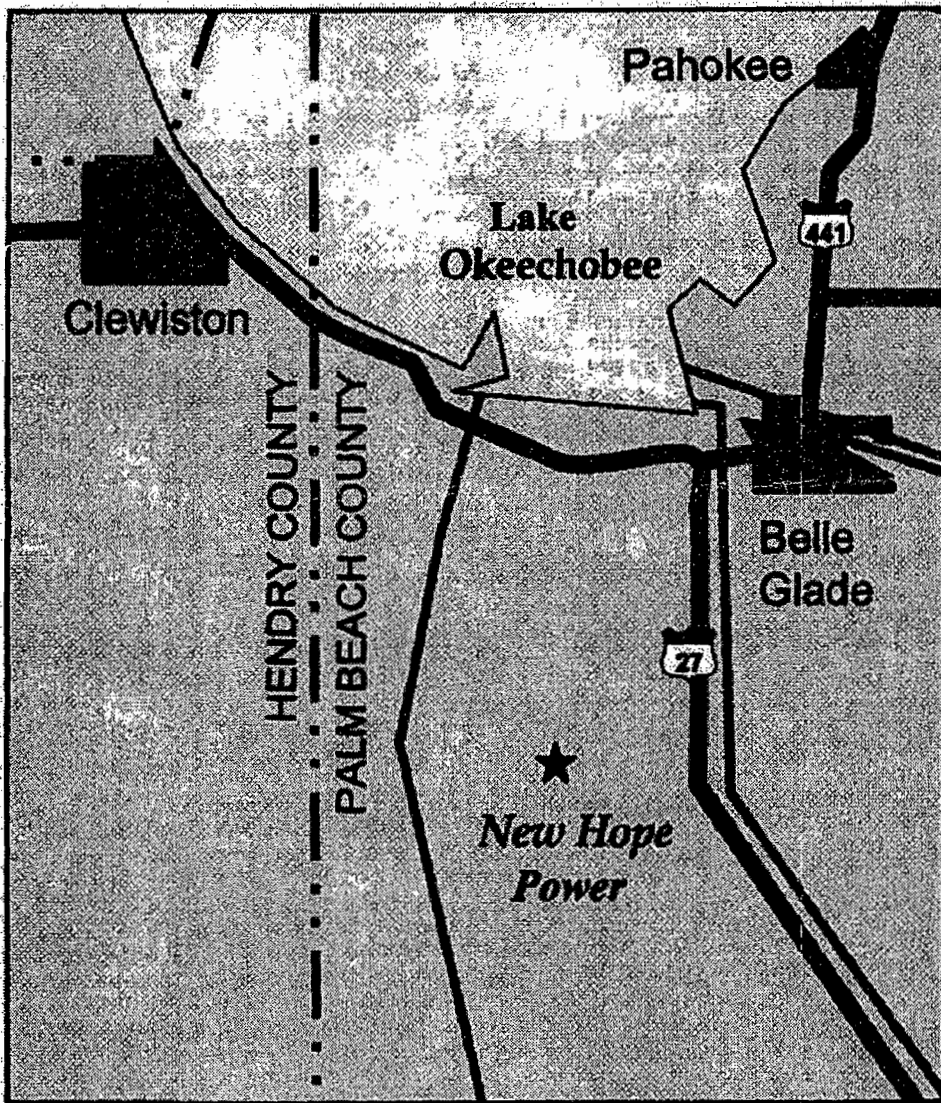 Pahokee
441
Lake
Okeechobee
Clewiston
HENDRY COUNTY
PALM BEACH COUNTY
Belle
Glade
27
New Hope
Power